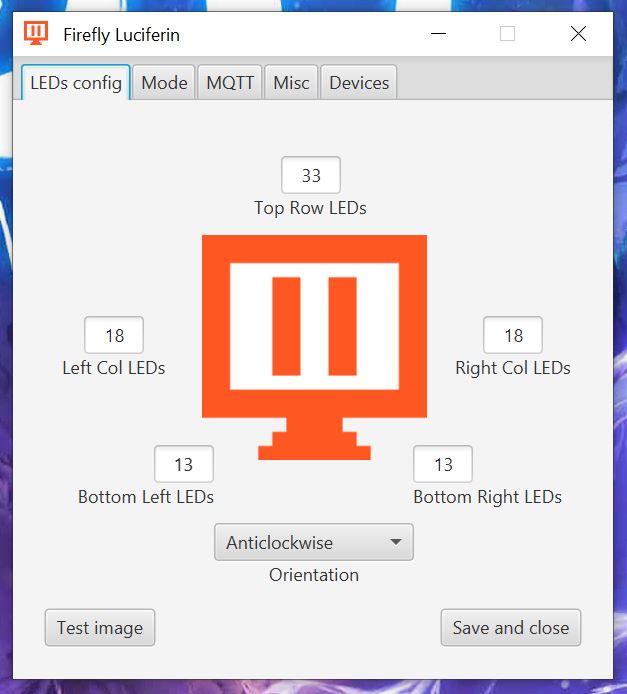 Firefly Luciferin
LEDs config Mode MQTT Misc Devices
33
Top Row LEDs
18
Left Col LEDs
18
Right Col LEDs
13
Bottom Left LEDs
13
Bottom Right LEDs
Anticlockwise
Orientation
Test image
Save and close